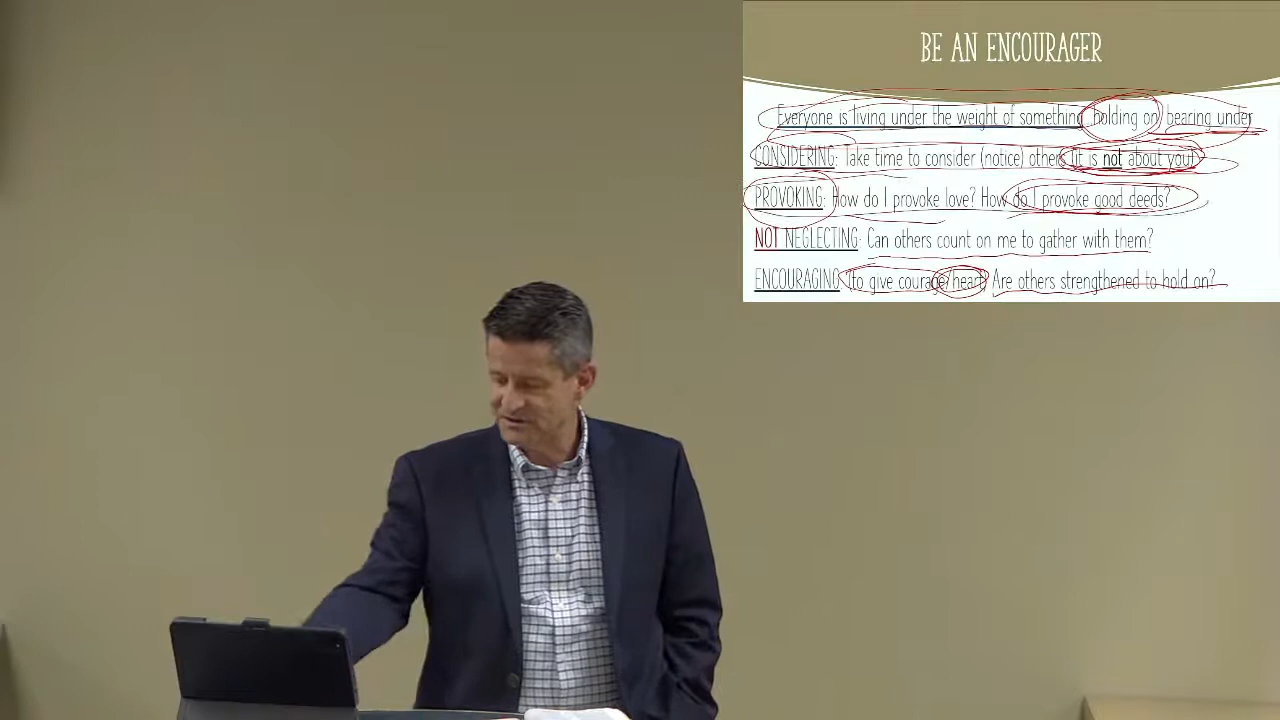 BE AN ENCOURAGER
Everyone is living under the weight of something holding on bearing under
CONSIDERING: Take time to consider (notice) others (it is not about you)
PROVOKING: How do I provoke love? How do I provoke good deeds?
NOT NEGLECTING: Can others count on me to gather with them?
ENCOURAGING: "to give courage/heart" Are others strengthened to hold on?